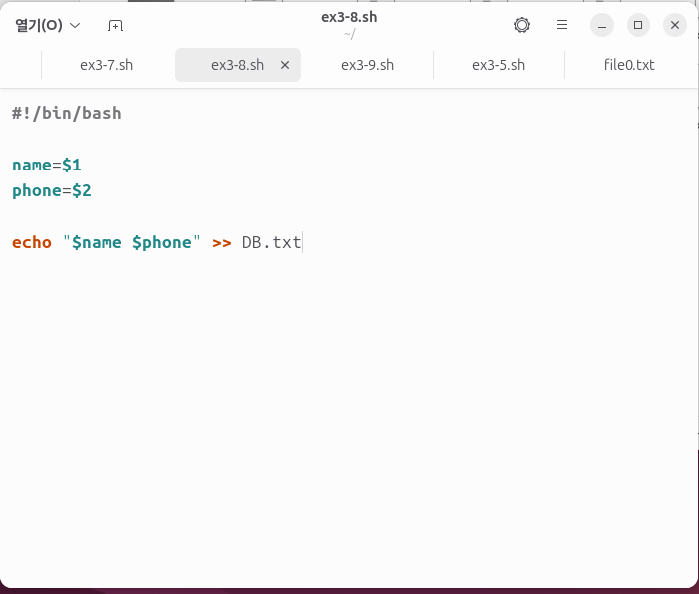 열기(O)
ex3-8.sh
~/
ex3-7.sh ex3-8.sh ex3-9.sh ex3-5.sh file0.txt
#!/bin/bash
name=$1
phone=$2
echo "$name $phone" >> DB.txt